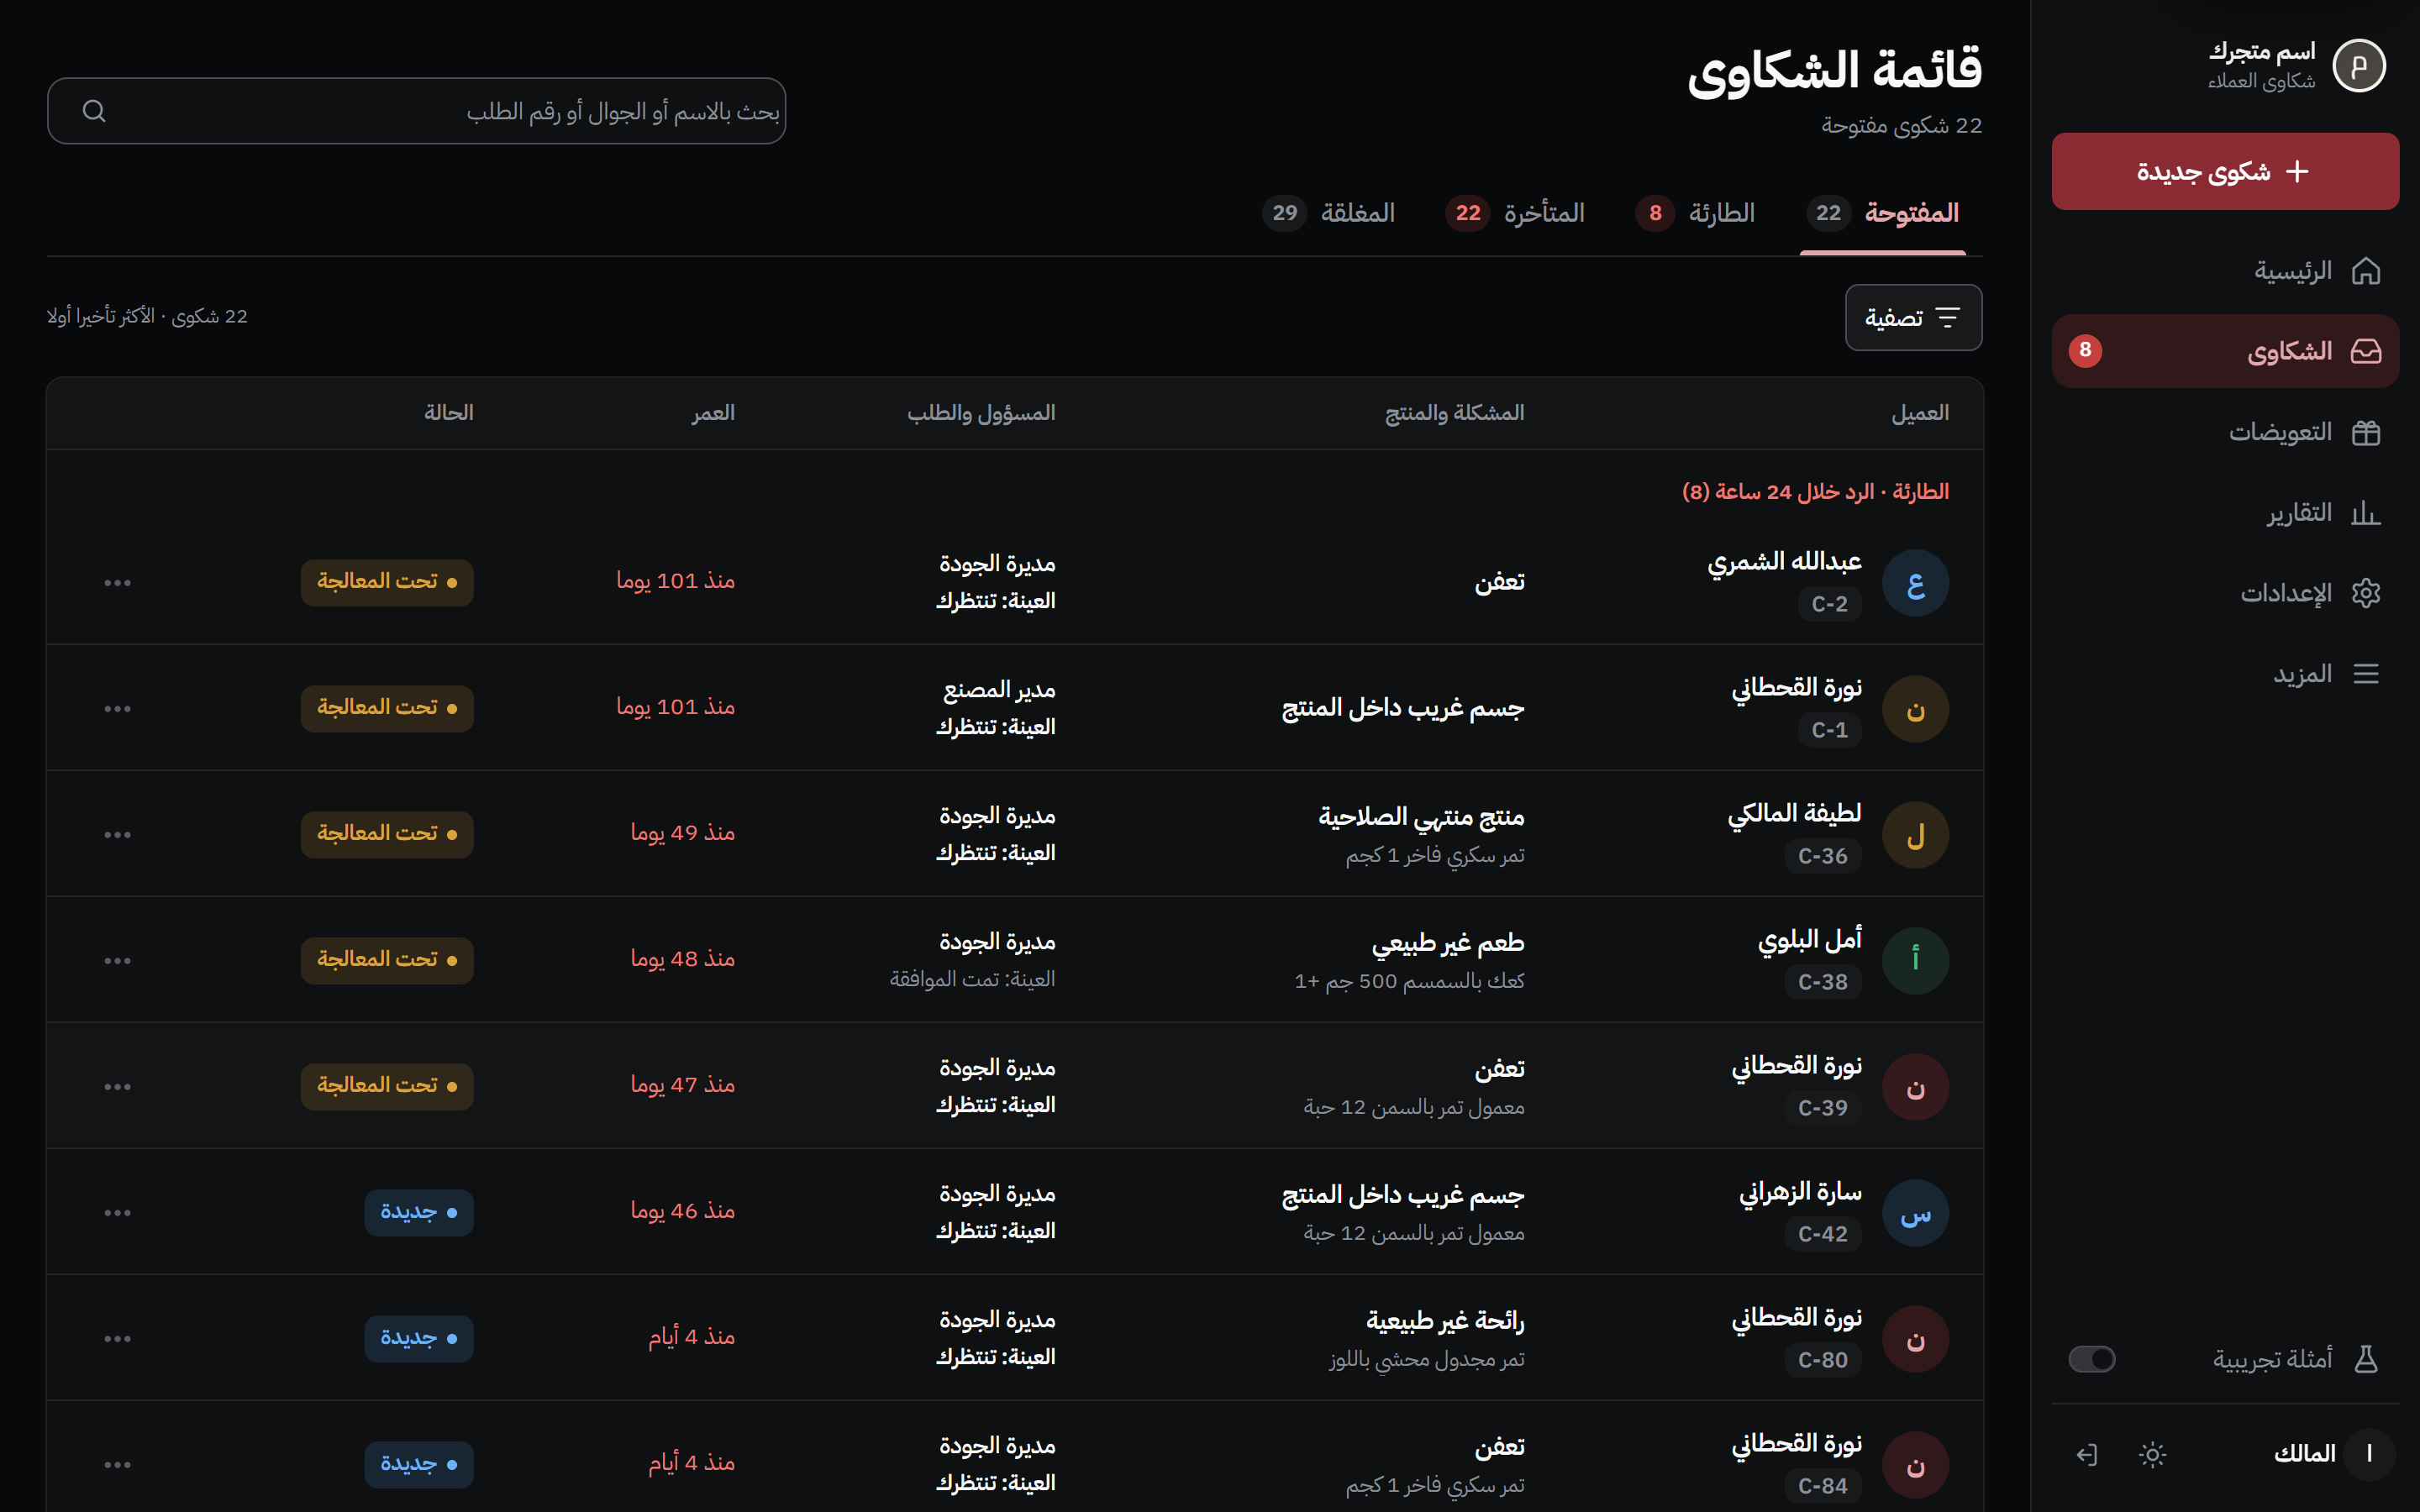 اسم متجرك
شكاوى العملاء
شكوى جديدة
الرئيسية
الشكاوى 8
التعويضات
التقارير
الإعدادات
المزيد
أمثلة تجريبية
ا المالك
قائمة الشكاوى
22 شكوى مفتوحة
بحث بالاسم أو الجوال أو رقم الطلب
المفتوحة 22 الطارئة 8 المتأخرة 22 المغلقة 29
تصفية
22 شكوى · الأكثر تأخيرا أولا
العميل المشكلة والمنتج المسؤول والطلب العمر الحالة
الطارئة · الرد خلال 24 ساعة (8)
ع عبدالله الشمري
C-2
تعفن
مديرة الجودة
العينة: تنتظرك
منذ 101 يوما
تحت المعالجة
ن نورة القحطاني
C-1
جسم غريب داخل المنتج
مدير المصنع
العينة: تنتظرك
منذ 101 يوما
تحت المعالجة
ل لطيفة المالكي
C-36
منتج منتهي الصلاحية
تمر سكري فاخر 1 كجم
مديرة الجودة
العينة: تنتظرك
منذ 49 يوما
تحت المعالجة
أ أمل البلوي
C-38
طعم غير طبيعي
كعك بالسمسم 500 جم +1
مديرة الجودة
العينة: تمت الموافقة
منذ 48 يوما
تحت المعالجة
ن نورة القحطاني
C-39
تعفن
معمول تمر بالسمن 12 حبة
مديرة الجودة
العينة: تنتظرك
منذ 47 يوما
تحت المعالجة
س سارة الزهراني
C-42
جسم غريب داخل المنتج
معمول تمر بالسمن 12 حبة
مديرة الجودة
العينة: تنتظرك
منذ 46 يوما
جديدة
ن نورة القحطاني
C-80
رائحة غير طبيعية
تمر مجدول محشي باللوز
مديرة الجودة
العينة: تنتظرك
منذ 4 أيام
جديدة
ن نورة القحطاني
C-84
تعفن
تمر سكري فاخر 1 كجم
مديرة الجودة
العينة: تنتظرك
منذ 4 أيام
جديدة